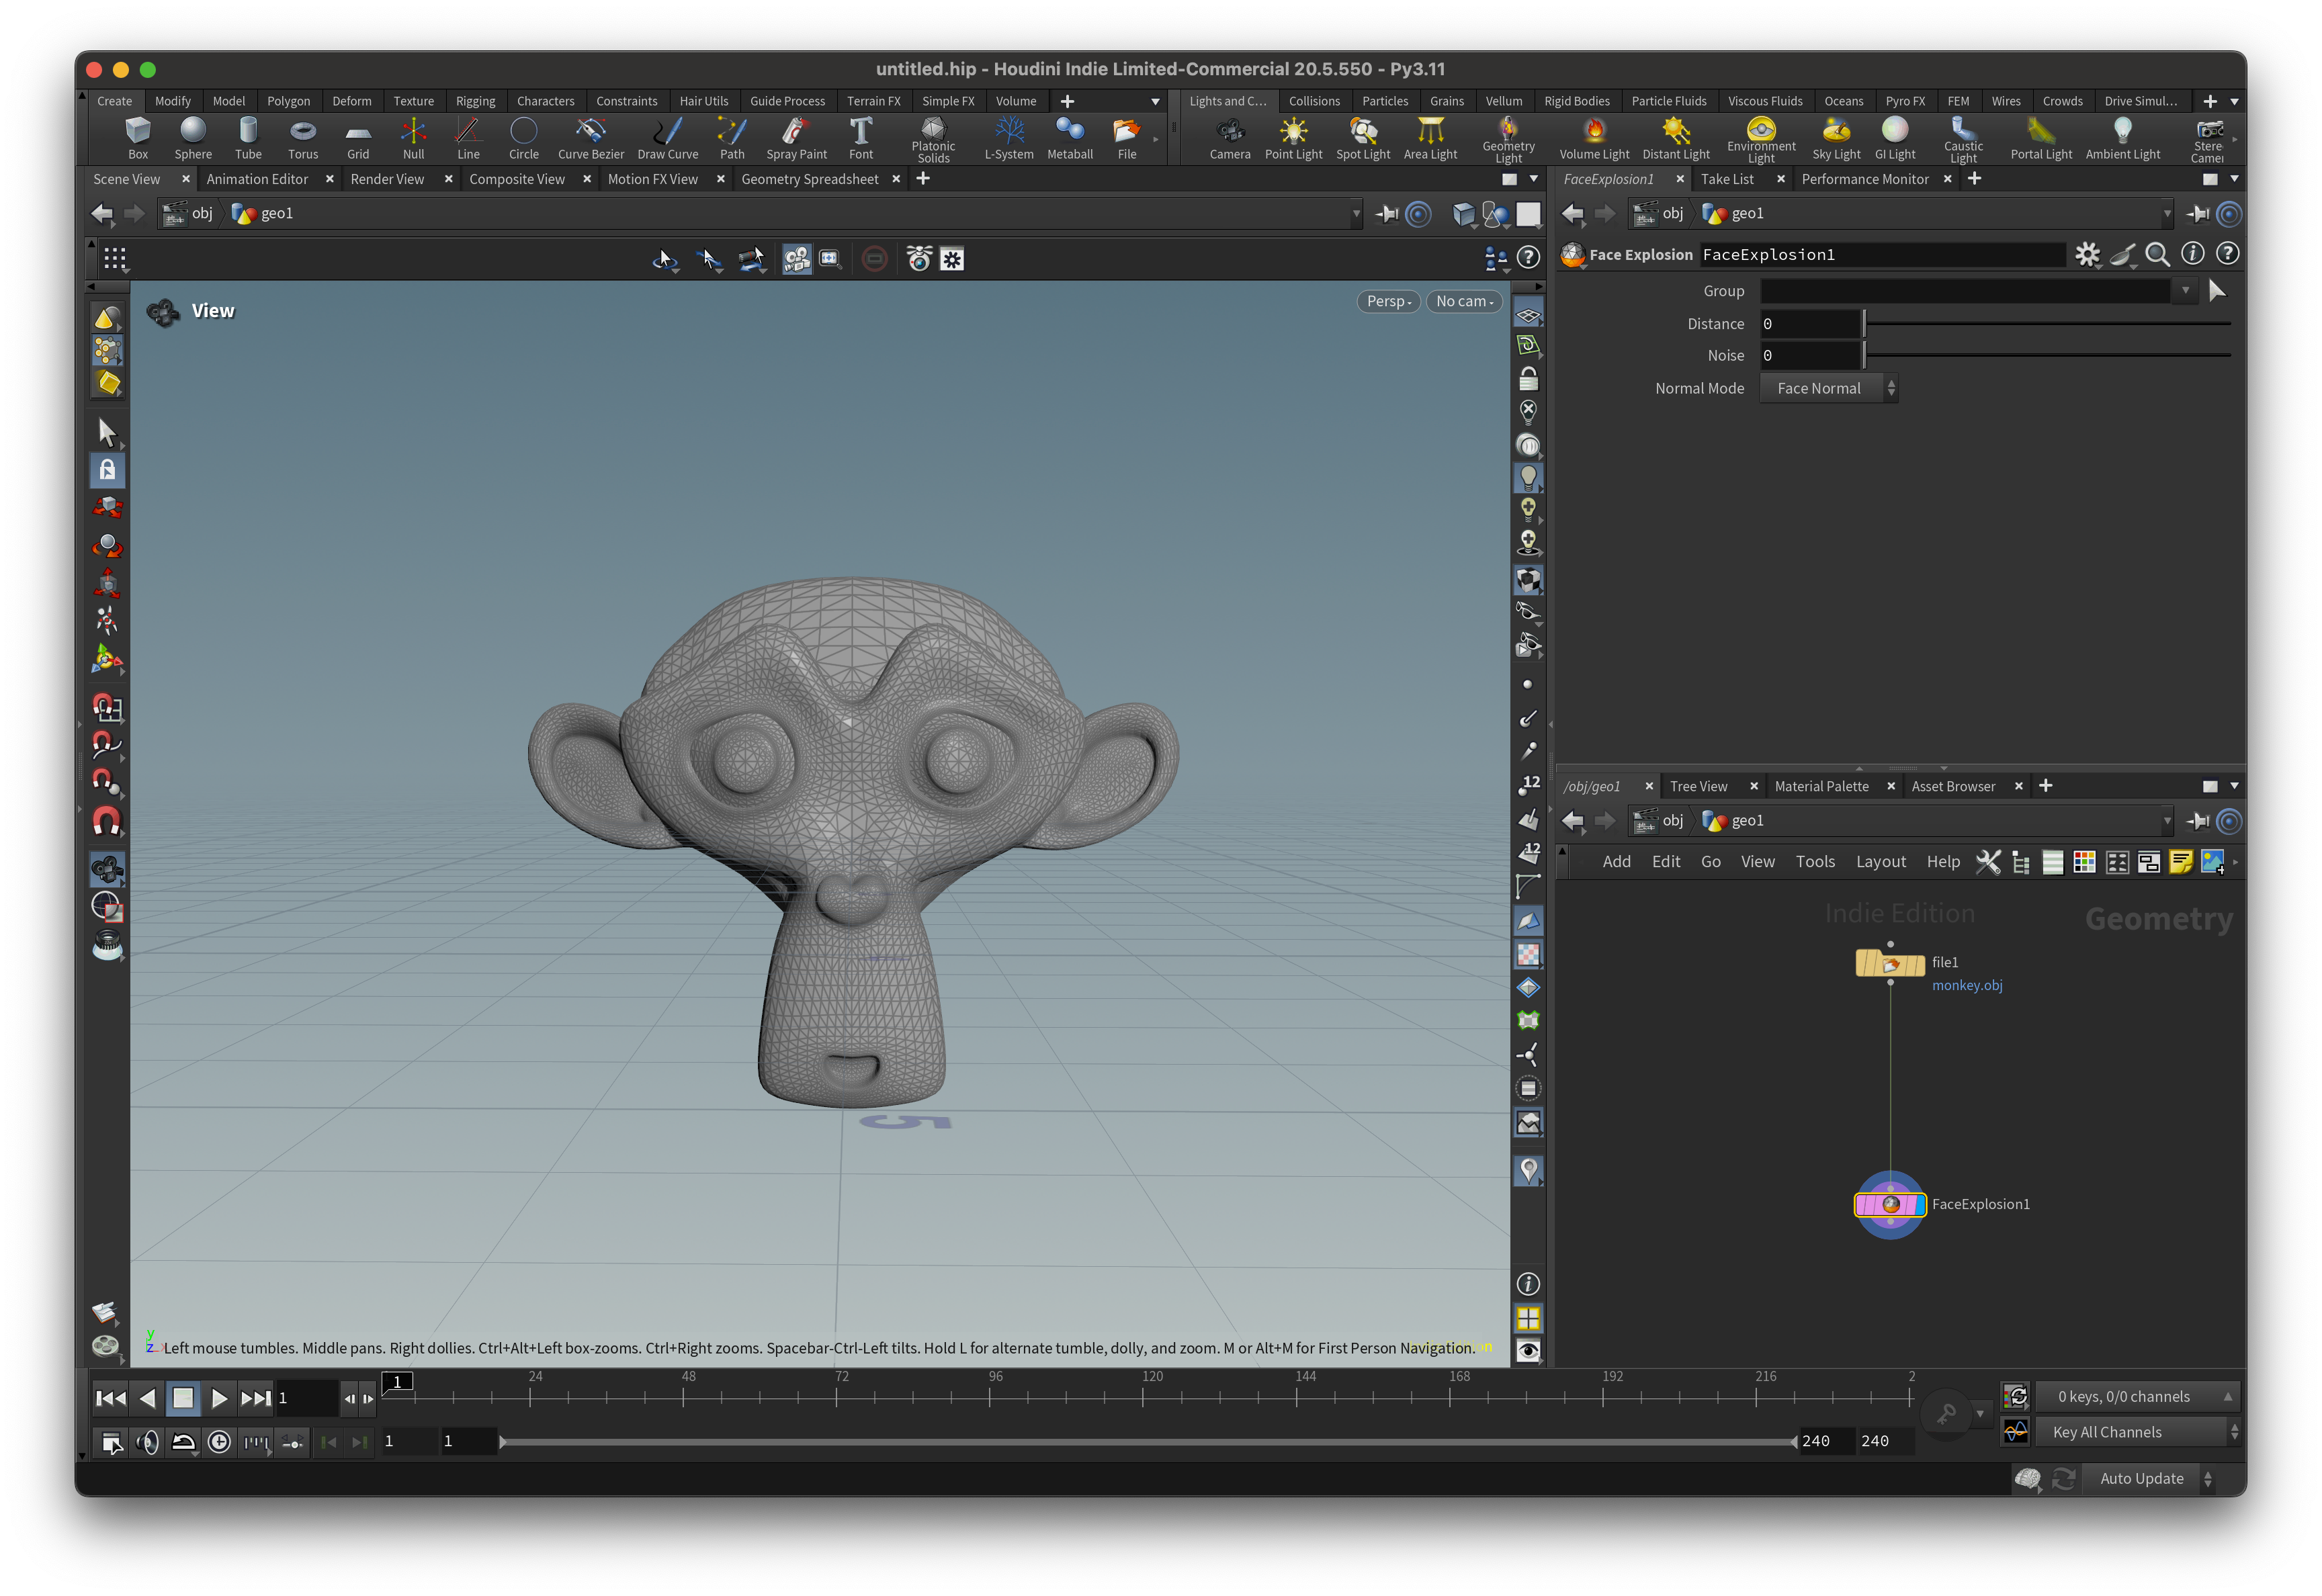 untitled.hip - Houdini Indie Limited-Commercial 20.5.550 - Py3.11
Create Modify Model Polygon Deform Texture Rigging Characters Constraints Hair Utils Guide Process Terrain FX Simple FX Volume
Lights and C... Collisions Particles Grains Vellum Rigid Bodies Particle Fluids Viscous Fluids Oceans Pyro FX FEM Wires Crowds Drive Simul...
Box Sphere Tube Torus Grid Null Line Circle Curve Bezier Draw Curve Path Spray Paint Font Platonic Solids L-System Metaball File
Camera Point Light Spot Light Area Light Geometry Light Volume Light Distant Light Environment Light Sky Light GI Light Caustic Light Portal Light Ambient Light Stereo Camer
Scene View Animation Editor Render View Composite View Motion FX View Geometry Spreadsheet
FaceExplosion1 Take List Performance Monitor
obj geo1
obj geo1
Face Explosion FaceExplosion1
View
Persp No cam
Group
Distance 0
Noise 0
Normal Mode Face Normal
12
12
5
/obj/geo1 Tree View Material Palette Asset Browser
obj geo1
Add Edit Go View Tools Layout Help
Indie Edition
Geometry
file1
monkey.obj
FaceExplosion1
y
z
Left mouse tumbles. Middle pans. Right dollies. Ctrl+Alt+Left box-zooms. Ctrl+Right zooms. Spacebar-Ctrl-Left tilts. Hold L for alternate tumble, dolly, and zoom. M or Alt+M for First Person Navigation.
1 1 24 48 72 96 120 144 168 192 216 2
0 keys, 0/0 channels
1 1 240 240
Key All Channels
Auto Update